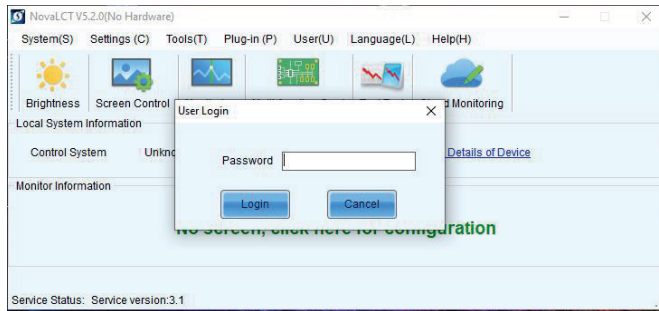 NovaLCT V5.2.0(No Hardware)
System(S) Settings (C) Tools(T) Plug-in (P) User(U) Language(L) Help(H)
Brightness Screen Control Monitoring
User Login
Local System Information
Control System
Password
Details of Device
Monitor Information
Login Cancel
No screen, click here for configuration
Service Status: Service version:3.1